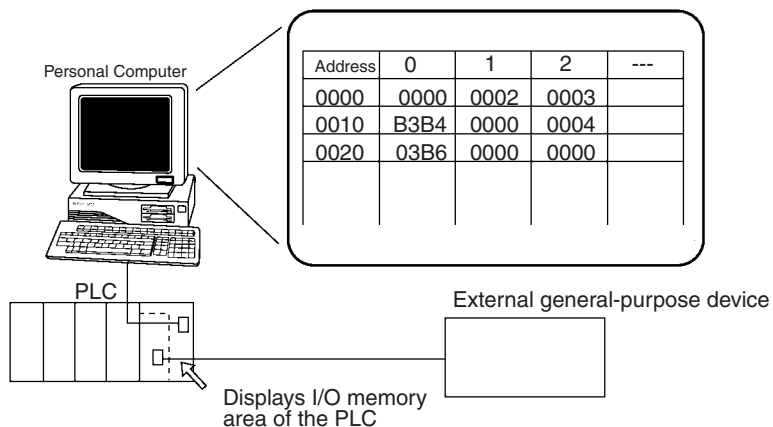 Personal Computer
Address 0 1 2 ---
0000 0000 0002 0003
0010 B3B4 0000 0004
0020 03B6 0000 0000
PLC
External general-purpose device
Displays I/O memory
area of the PLC